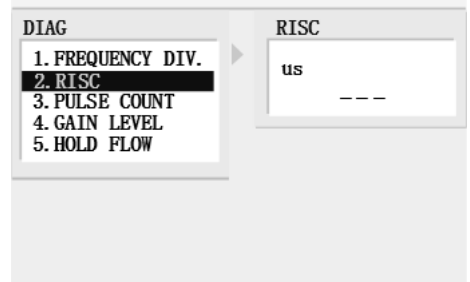 DIAG
1. FREQUENCY DIV.
2. RISC
3. PULSE COUNT
4. GAIN LEVEL
5. HOLD FLOW
RISC
us
---